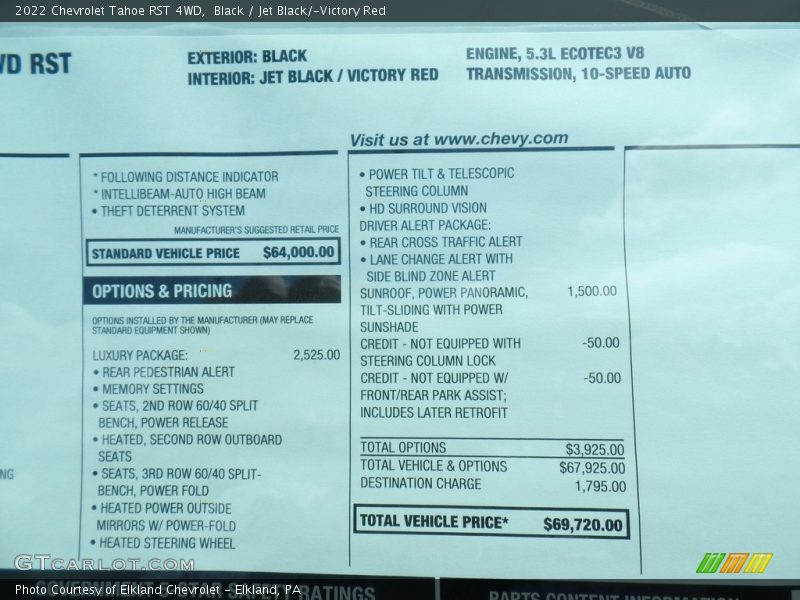 2022 Chevrolet Tahoe RST 4WD,  Black / Jet Black/-Victory Red
RST
EXTERIOR: BLACK
INTERIOR: JET BLACK / VICTORY RED
ENGINE, 5.3L ECOTEC3 V8
TRANSMISSION, 10-SPEED AUTO
Visit us at www.chevy.com
* FOLLOWING DISTANCE INDICATOR
* INTELLIBEAM-AUTO HIGH BEAM
• THEFT DETERRENT SYSTEM
MANUFACTURER'S SUGGESTED RETAIL PRICE
STANDARD VEHICLE PRICE $64,000.00
OPTIONS & PRICING
OPTIONS INSTALLED BY THE MANUFACTURER (MAY REPLACE
STANDARD EQUIPMENT SHOWN)
LUXURY PACKAGE: 2,525.00
• REAR PEDESTRIAN ALERT
• MEMORY SETTINGS
• SEATS, 2ND ROW 60/40 SPLIT
BENCH, POWER RELEASE
• HEATED, SECOND ROW OUTBOARD
SEATS
• SEATS, 3RD ROW 60/40 SPLIT-
BENCH, POWER FOLD
• HEATED POWER OUTSIDE
MIRRORS W/ POWER-FOLD
• HEATED STEERING WHEEL
• POWER TILT & TELESCOPIC
STEERING COLUMN
• HD SURROUND VISION
DRIVER ALERT PACKAGE:
• REAR CROSS TRAFFIC ALERT
• LANE CHANGE ALERT WITH
SIDE BLIND ZONE ALERT
SUNROOF, POWER PANORAMIC, 1,500.00
TILT-SLIDING WITH POWER
SUNSHADE
CREDIT - NOT EQUIPPED WITH -50.00
STEERING COLUMN LOCK
CREDIT - NOT EQUIPPED W/ -50.00
FRONT/REAR PARK ASSIST;
INCLUDES LATER RETROFIT
TOTAL OPTIONS $3,925.00
TOTAL VEHICLE & OPTIONS $67,925.00
DESTINATION CHARGE 1,795.00
TOTAL VEHICLE PRICE* $69,720.00
GTCarlot.com
GOVERNMENT 5-STAR SAFETY RATINGS
PARTS CONTENT INFORMATION
Photo Courtesy of Elkland Chevrolet - Elkland, PA